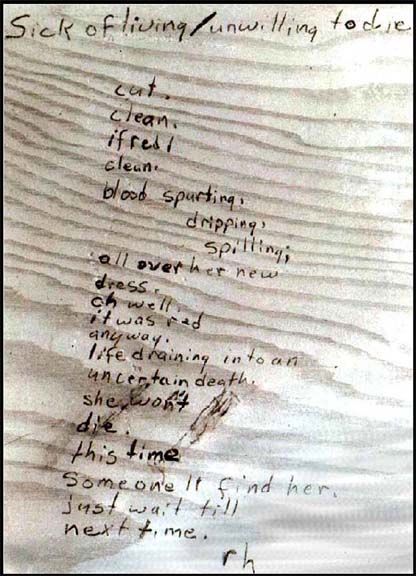 Sick of living/unwilling to die
cut.
clean.
if red /
clean.
blood spurting,
dripping,
spilling;
all over her new
dress.
oh well,
it was red
anyway.
life draining into an
uncertain death.
she won't
die.
this time
Someone ll find her.
just wait till
next time.
rh